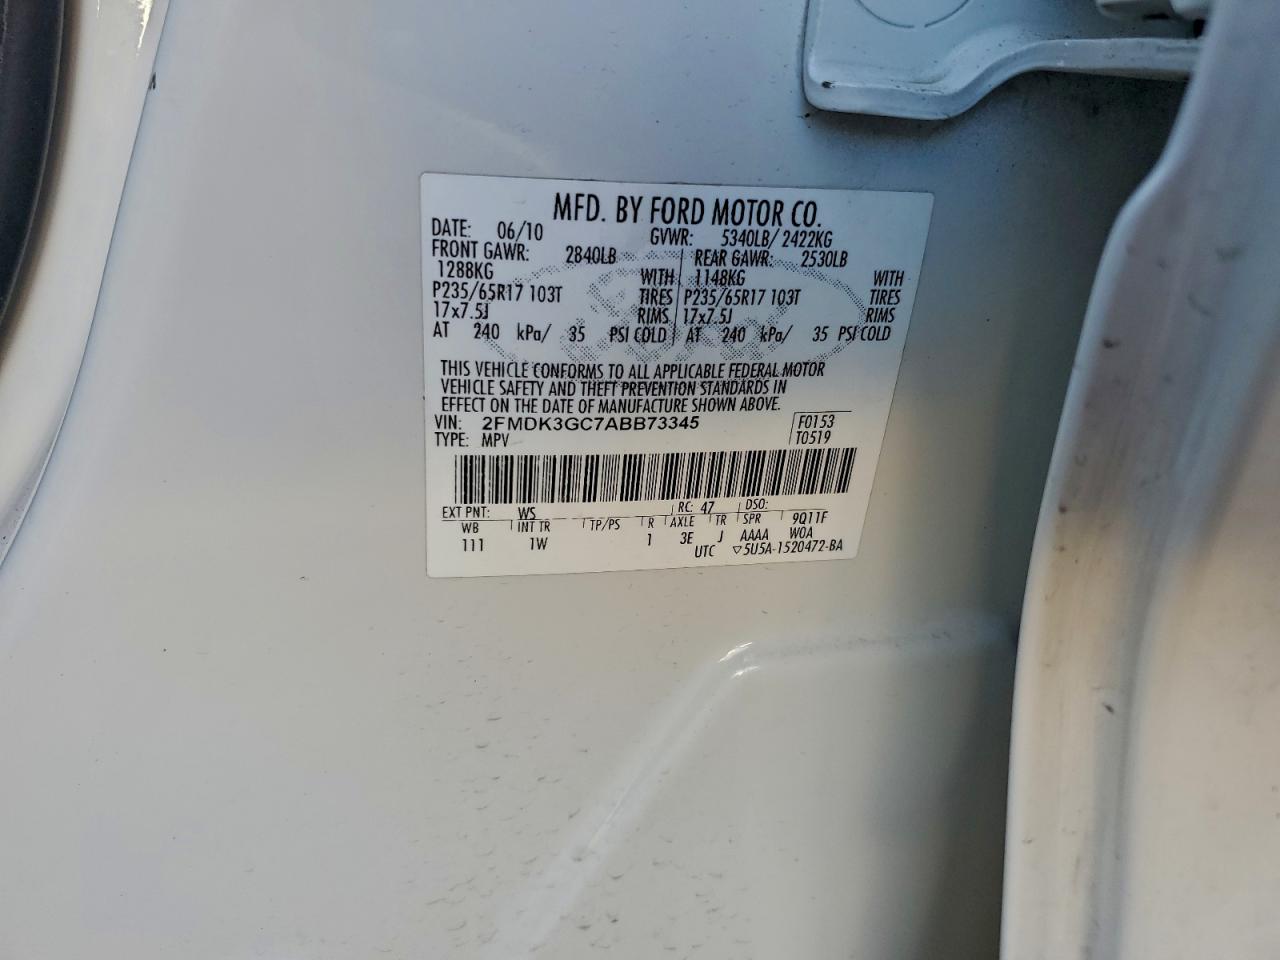 MFD. BY FORD MOTOR CO.
DATE: 06/10 GVWR: 5340LB/ 2422KG
FRONT GAWR: 2840LB REAR GAWR: 2530LB
1288KG WITH 1148KG WITH
P235/65R17 103T TIRES P235/65R17 103T TIRES
17x7.5J RIMS 17x7.5J RIMS
AT 240 kPa/ 35 PSI COLD AT 240 kPa/ 35 PSI COLD
THIS VEHICLE CONFORMS TO ALL APPLICABLE FEDERAL MOTOR
VEHICLE SAFETY AND THEFT PREVENTION STANDARDS IN
EFFECT ON THE DATE OF MANUFACTURE SHOWN ABOVE.
VIN: 2FMDK3GC7ABB73345 F0153
TYPE: MPV T0519
EXT PNT: WS RC: 47 DSO:
WB INT TR TP/PS R AXLE TR SPR 9Q11F
111 1W 1 3E J AAAA W0A
UTC ▽5U5A-1520472-BA